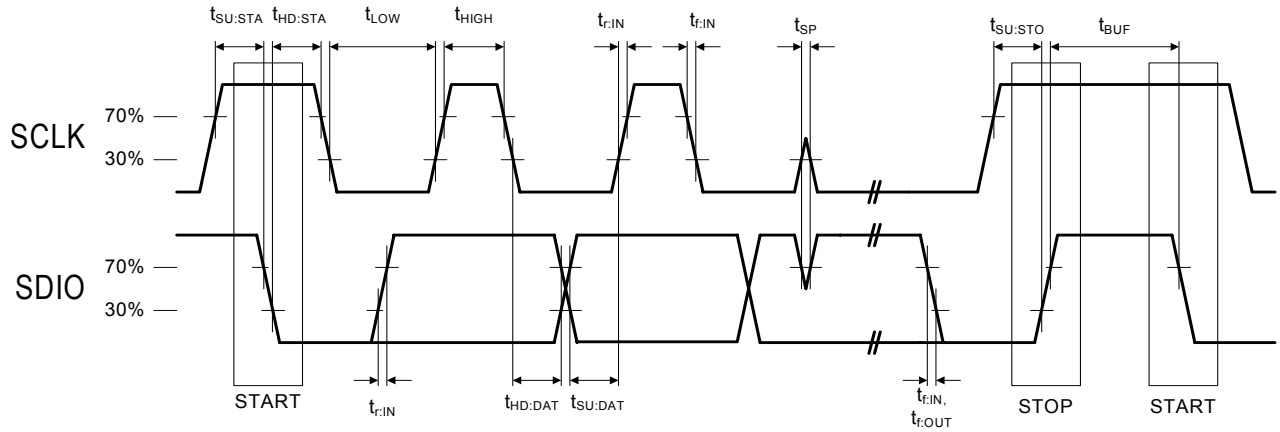 tSU:STA tHD:STA tLOW tHIGH tr:IN tf:IN tSP tSU:STO tBUF
SCLK
70%
30%
SDIO
70%
30%
START
tr:IN
tHD:DAT tSU:DAT
tf:IN,
tf:OUT
STOP
START